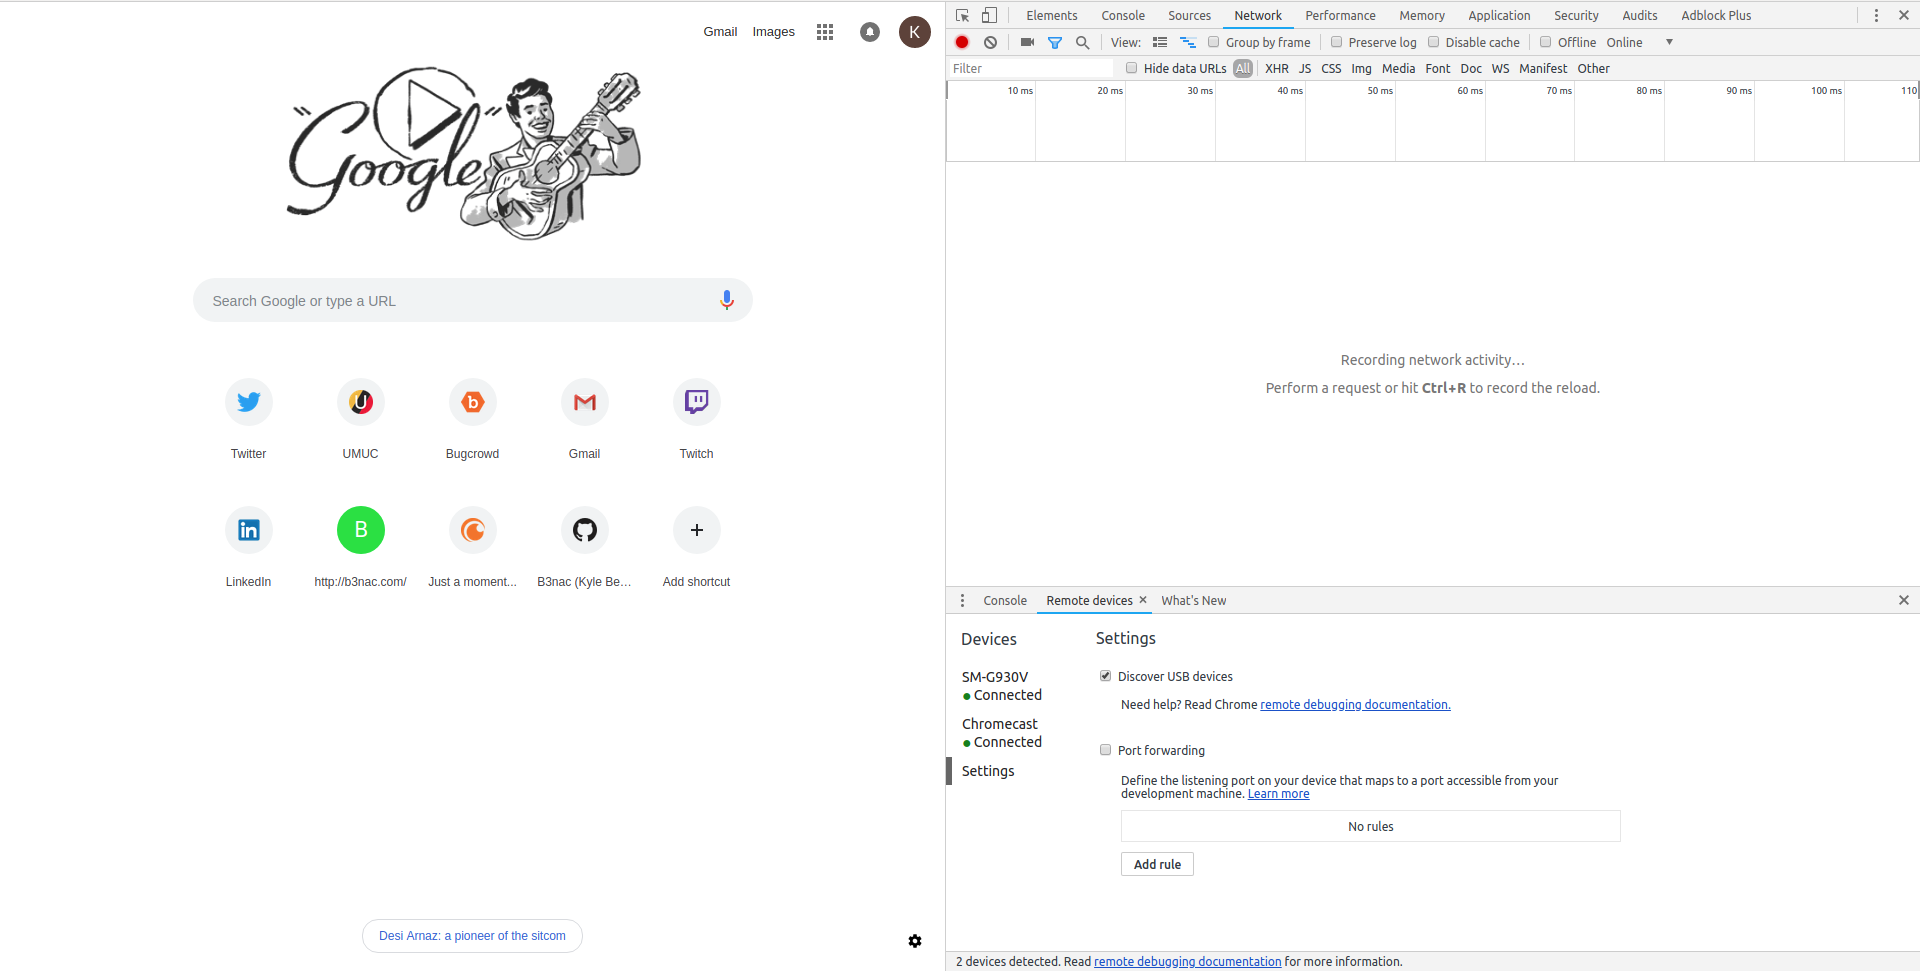 Gmail Images K
"Google"
Search Google or type a URL
Twitter UMUC Bugcrowd Gmail Twitch
LinkedIn http://b3nac.com/ Just a moment... B3nac (Kyle Be… Add shortcut
B
Desi Arnaz: a pioneer of the sitcom
Elements Console Sources Network Performance Memory Application Security Audits Adblock Plus
View: Group by frame Preserve log Disable cache Offline Online
Filter Hide data URLs All XHR JS CSS Img Media Font Doc WS Manifest Other
10 ms 20 ms 30 ms 40 ms 50 ms 60 ms 70 ms 80 ms 90 ms 100 ms 110
Recording network activity…
Perform a request or hit Ctrl+R to record the reload.
Console Remote devices What's New
Devices
SM-G930V
Connected
Chromecast
Connected
Settings
Settings
Discover USB devices
Need help? Read Chrome remote debugging documentation.
Port forwarding
Define the listening port on your device that maps to a port accessible from your
development machine. Learn more
No rules
Add rule
2 devices detected. Read remote debugging documentation for more information.